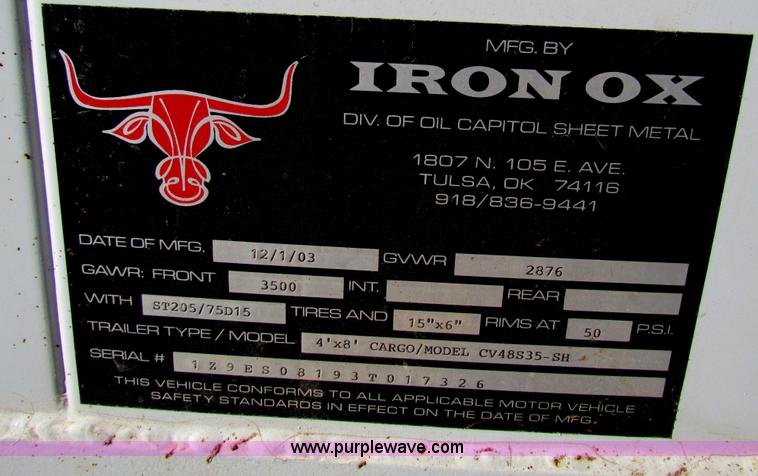 MFG. BY
IRON OX
DIV. OF OIL CAPITOL SHEET METAL
1807 N. 105 E. AVE.
TULSA, OK 74116
918/836-9441
DATE OF MFG. 12/1/03 GVWR 2876
GAWR: FRONT 3500 INT. REAR
WITH ST205/75D15 TIRES AND 15"x6" RIMS AT 50 P.S.I.
TRAILER TYPE / MODEL 4'x8' CARGO/MODEL CV48S35-SH
SERIAL # 1Z9ES08193T017326
THIS VEHICLE CONFORMS TO ALL APPLICABLE MOTOR VEHICLE
SAFETY STANDARDS IN EFFECT ON THE DATE OF MFG.
www.purplewave.com